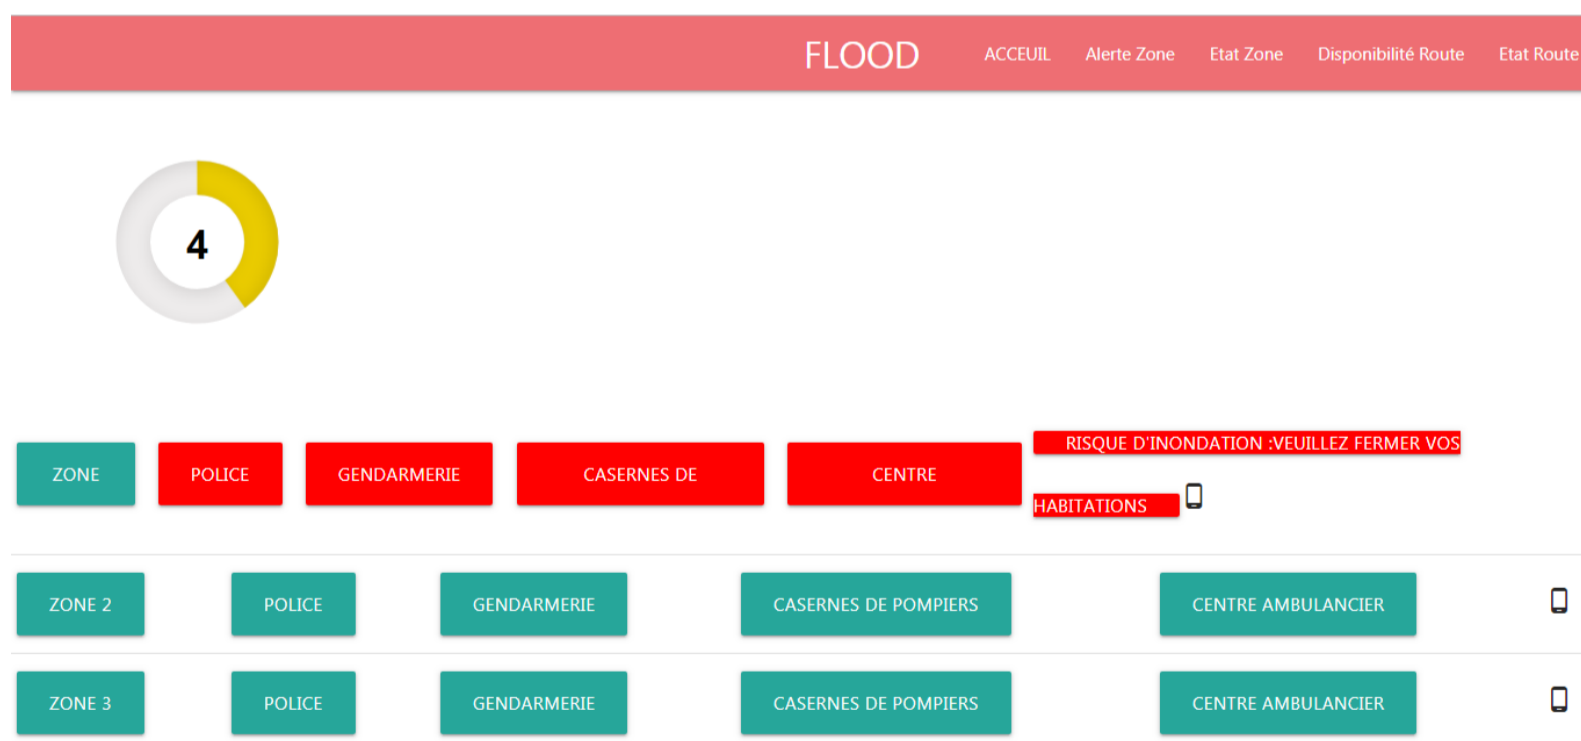 FLOOD ACCEUIL Alerte Zone Etat Zone Disponibilité Route Etat Route
4
ZONE POLICE GENDARMERIE CASERNES DE CENTRE RISQUE D'INONDATION :VEUILLEZ FERMER VOS
HABITATIONS
ZONE 2 POLICE GENDARMERIE CASERNES DE POMPIERS CENTRE AMBULANCIER
ZONE 3 POLICE GENDARMERIE CASERNES DE POMPIERS CENTRE AMBULANCIER